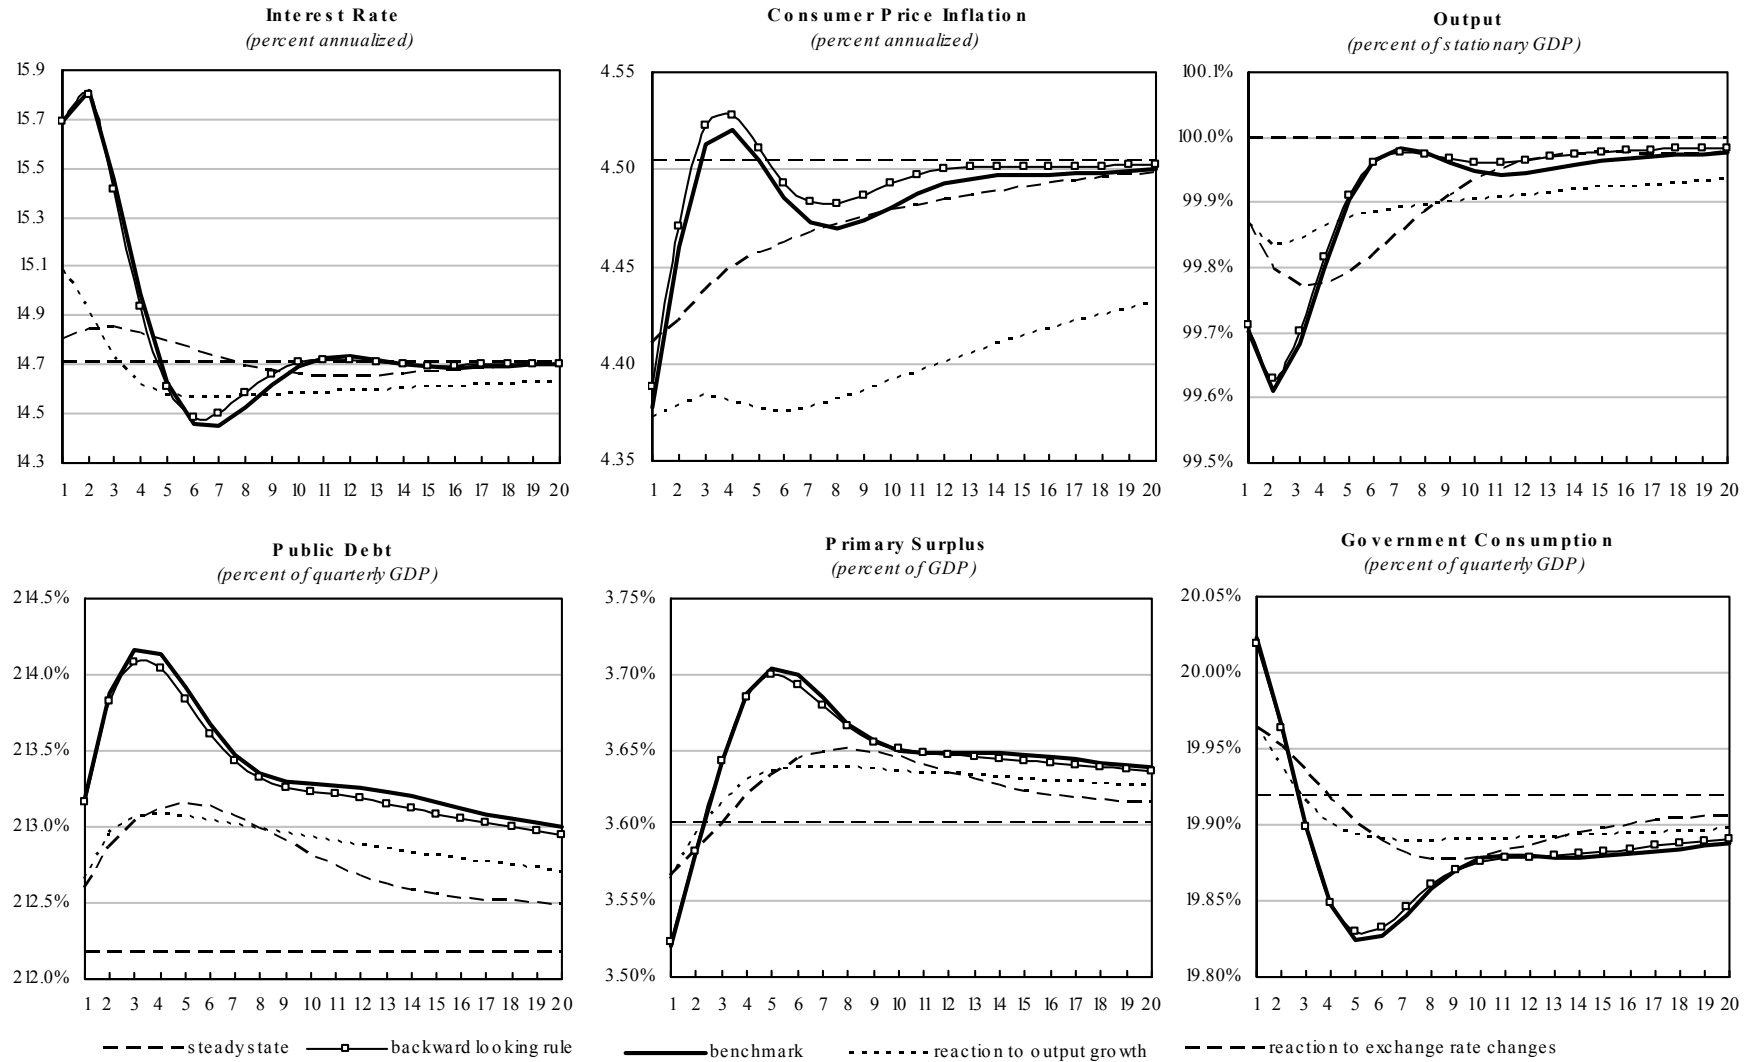 Interest Rate
(percent annualized)
15.9
15.7
15.5
15.3
15.1
14.9
14.7
14.5
14.3
1 2 3 4 5 6 7 8 9 10 11 12 13 14 15 16 17 18 19 20
Consumer Price Inflation
(percent annualized)
4.55
4.50
4.45
4.40
4.35
1 2 3 4 5 6 7 8 9 10 11 12 13 14 15 16 17 18 19 20
Output
(percent of stationary GDP)
100.1%
100.0%
99.9%
99.8%
99.7%
99.6%
99.5%
1 2 3 4 5 6 7 8 9 10 11 12 13 14 15 16 17 18 19 20
Public Debt
(percent of quarterly GDP)
214.5%
214.0%
213.5%
213.0%
212.5%
212.0%
1 2 3 4 5 6 7 8 9 10 11 12 13 14 15 16 17 18 19 20
Primary Surplus
(percent of GDP)
3.75%
3.70%
3.65%
3.60%
3.55%
3.50%
1 2 3 4 5 6 7 8 9 10 11 12 13 14 15 16 17 18 19 20
Government Consumption
(percent of quarterly GDP)
20.05%
20.00%
19.95%
19.90%
19.85%
19.80%
1 2 3 4 5 6 7 8 9 10 11 12 13 14 15 16 17 18 19 20
steady state
backward looking rule
benchmark
reaction to output growth
reaction to exchange rate changes